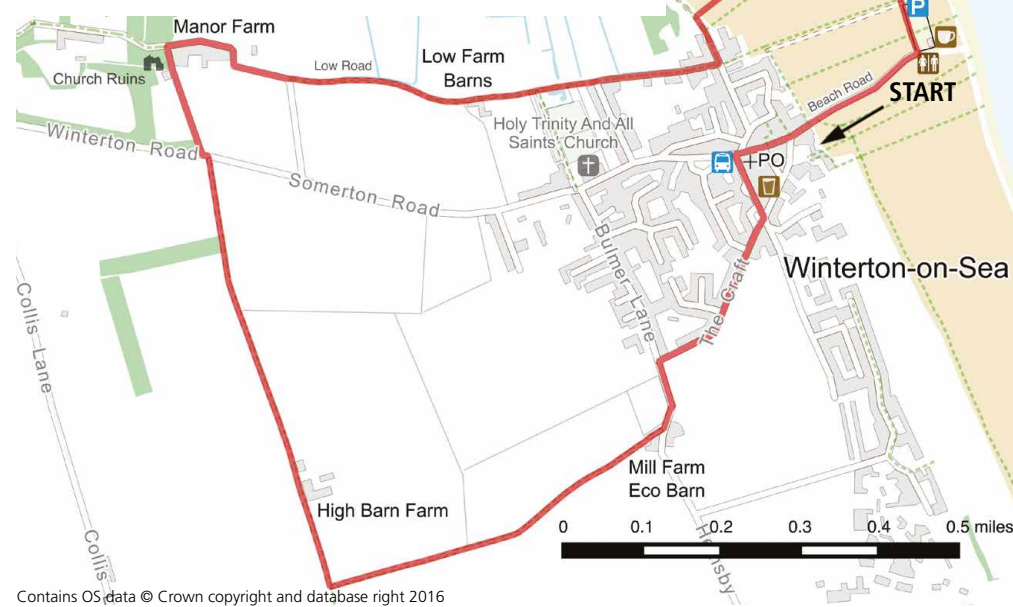 P
Manor Farm
Low Road
Low Farm
Barns
Church Ruins
Beach Road
START
Holy Trinity And All
Saints' Church
+PO
Winterton Road
Somerton Road
Bulmer Lane
The Craft
Winterton-on-Sea
Collis Lane
Mill Farm
Eco Barn
High Barn Farm
0 0.1 0.2 0.3 0.4 0.5 miles
Collis
Contains OS data © Crown copyright and database right 2016